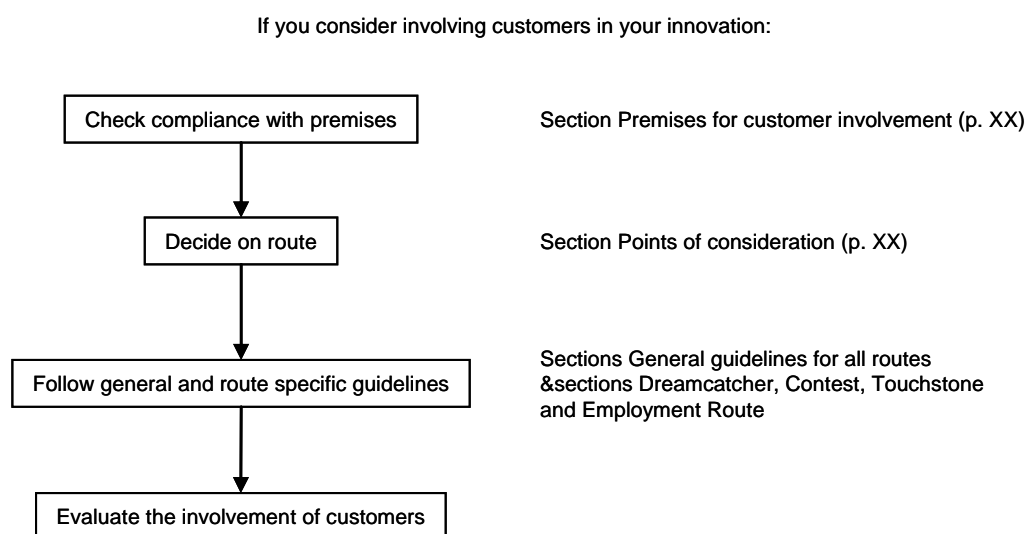 If you consider involving customers in your innovation:
Check compliance with premises
Section Premises for customer involvement (p. XX)
Decide on route
Section Points of consideration (p. XX)
Follow general and route specific guidelines
Sections General guidelines for all routes
&sections Dreamcatcher, Contest, Touchstone
and Employment Route
Evaluate the involvement of customers